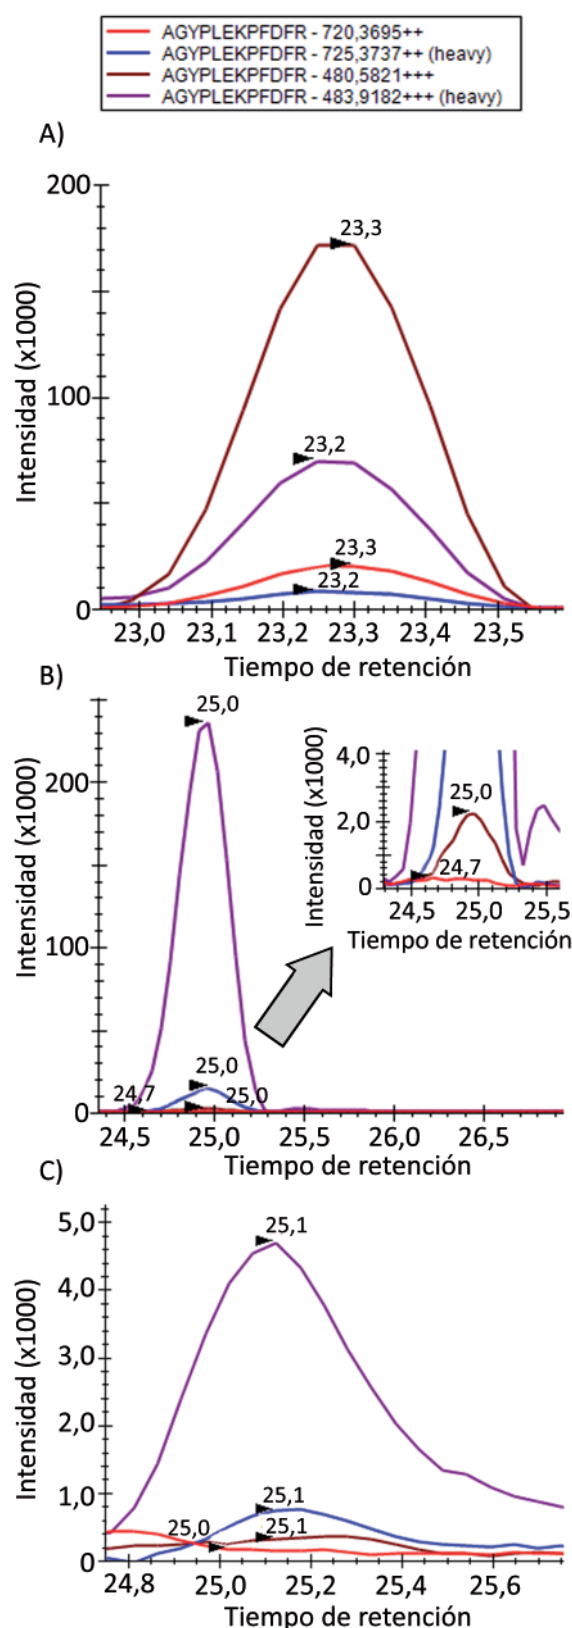 AGYPLEKPFDFR - 720,3695++
AGYPLEKPFDFR - 725,3737++ (heavy)
AGYPLEKPFDFR - 480,5821+++
AGYPLEKPFDFR - 483,9182+++ (heavy)
A)
200
100
0
Intensidad (x1000)
23,3
23,2
23,3
23,2
23,0 23,1 23,2 23,3 23,4 23,5
Tiempo de retención
B)
200
100
0
Intensidad (x1000)
25,0
25,0
24,7
25,0
24,5 25,0 25,5 26,0 26,5
Tiempo de retención
4,0
2,0
0
Intensidad (x1000)
25,0
24,7
24,5 25,0 25,5
Tiempo de retención
C)
5,0
4,0
3,0
2,0
1,0
0
Intensidad (x1000)
25,1
25,1
25,0
25,1
24,8 25,0 25,2 25,4 25,6
Tiempo de retención